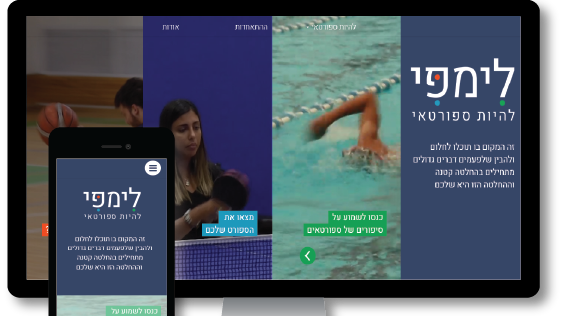 להיות ספורטאי
ההתאחדות
אודות
לימפי
להיות ספורטאי
זה המקום בו תוכלו לחלום
ולהבין שלפעמים דברים גדולים
מתחילים בהחלטה קטנה
וההחלטה הזו היא שלכם
כנסו לשמוע על
סיפורים של ספורטאים
מצאו את
הספורט שלכם
לימפי
להיות ספורטאי
זה המקום בו תוכלו לחלום
ולהבין שלפעמים דברים גדולים
מתחילים בהחלטה קטנה
וההחלטה הזו היא שלכם
כנסו לשמוע על